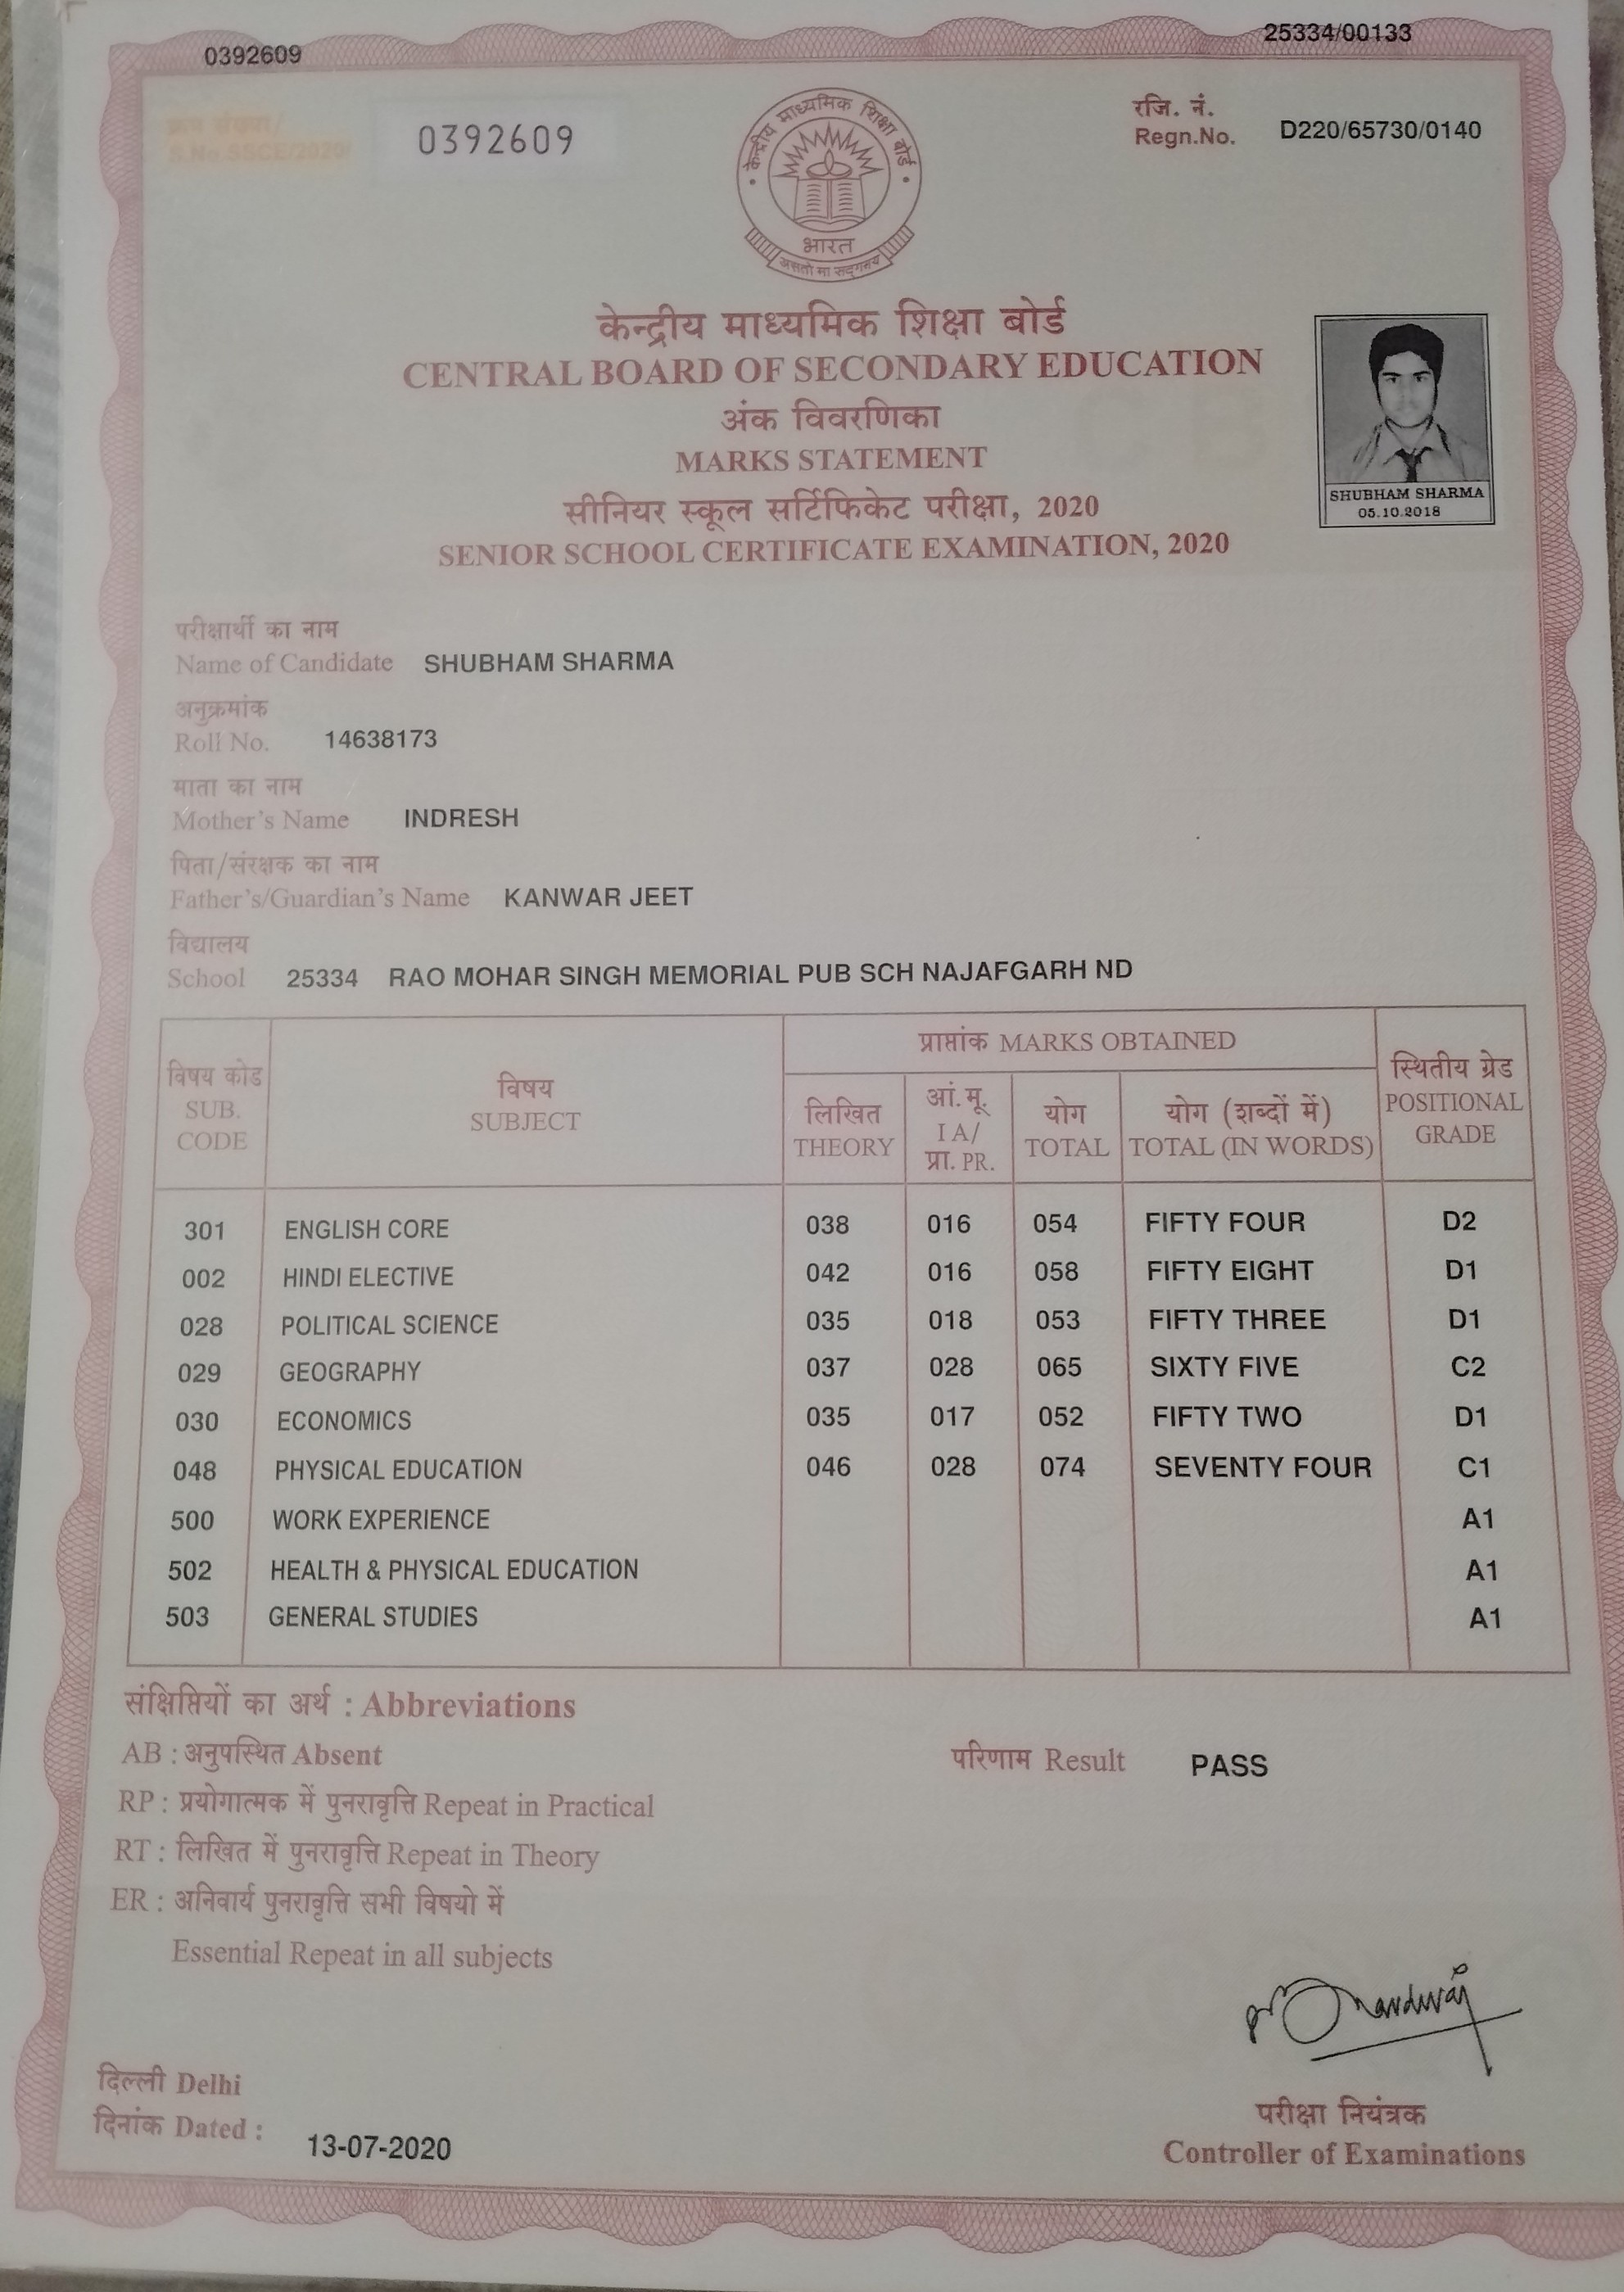 0392609
25334/00133
क्रम संख्या/
S.No.SSCE/2020/
0392609
रजि. नं.
Regn.No. D220/65730/0140
केन्द्रीय माध्यमिक शिक्षा बोर्ड
भारत
असतो मा सद्गमय
केन्द्रीय माध्यमिक शिक्षा बोर्ड
CENTRAL BOARD OF SECONDARY EDUCATION
अंक विवरणिका
MARKS STATEMENT
सीनियर स्कूल सर्टिफिकेट परीक्षा, 2020
SENIOR SCHOOL CERTIFICATE EXAMINATION, 2020
SHUBHAM SHARMA
05.10.2018
परीक्षार्थी का नाम
Name of Candidate SHUBHAM SHARMA
अनुक्रमांक
Roll No. 14638173
माता का नाम
Mother's Name INDRESH
पिता/संरक्षक का नाम
Father's/Guardian's Name KANWAR JEET
विद्यालय
School 25334 RAO MOHAR SINGH MEMORIAL PUB SCH NAJAFGARH ND
विषय कोड
SUB.
CODE
विषय
SUBJECT
प्राप्तांक MARKS OBTAINED
लिखित
THEORY
आं.मू.
I A/
प्रा. PR.
योग
TOTAL
योग (शब्दों में)
TOTAL (IN WORDS)
स्थितीय ग्रेड
POSITIONAL
GRADE
301 ENGLISH CORE 038 016 054 FIFTY FOUR D2
002 HINDI ELECTIVE 042 016 058 FIFTY EIGHT D1
028 POLITICAL SCIENCE 035 018 053 FIFTY THREE D1
029 GEOGRAPHY 037 028 065 SIXTY FIVE C2
030 ECONOMICS 035 017 052 FIFTY TWO D1
048 PHYSICAL EDUCATION 046 028 074 SEVENTY FOUR C1
500 WORK EXPERIENCE A1
502 HEALTH & PHYSICAL EDUCATION A1
503 GENERAL STUDIES A1
संक्षिप्तियों का अर्थ : Abbreviations
AB : अनुपस्थित Absent
परिणाम Result PASS
RP : प्रयोगात्मक में पुनरावृत्ति Repeat in Practical
RT : लिखित में पुनरावृत्ति Repeat in Theory
ER : अनिवार्य पुनरावृत्ति सभी विषयो में
Essential Repeat in all subjects
दिल्ली Delhi
दिनांक Dated : 13-07-2020
परीक्षा नियंत्रक
Controller of Examinations